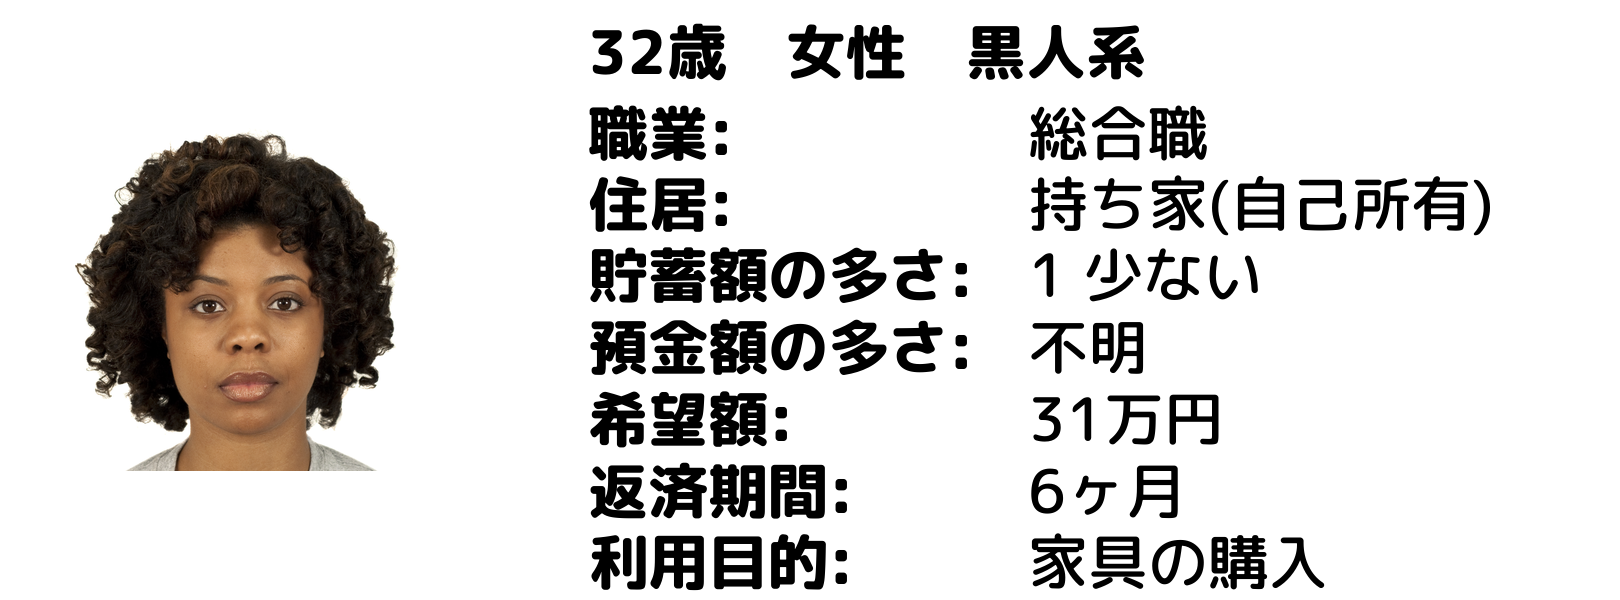 32歳　女性　黒人系
職業: 総合職
住居: 持ち家(自己所有)
貯蓄額の多さ: 1 少ない
預金額の多さ: 不明
希望額: 31万円
返済期間: 6ヶ月
利用目的: 家具の購入